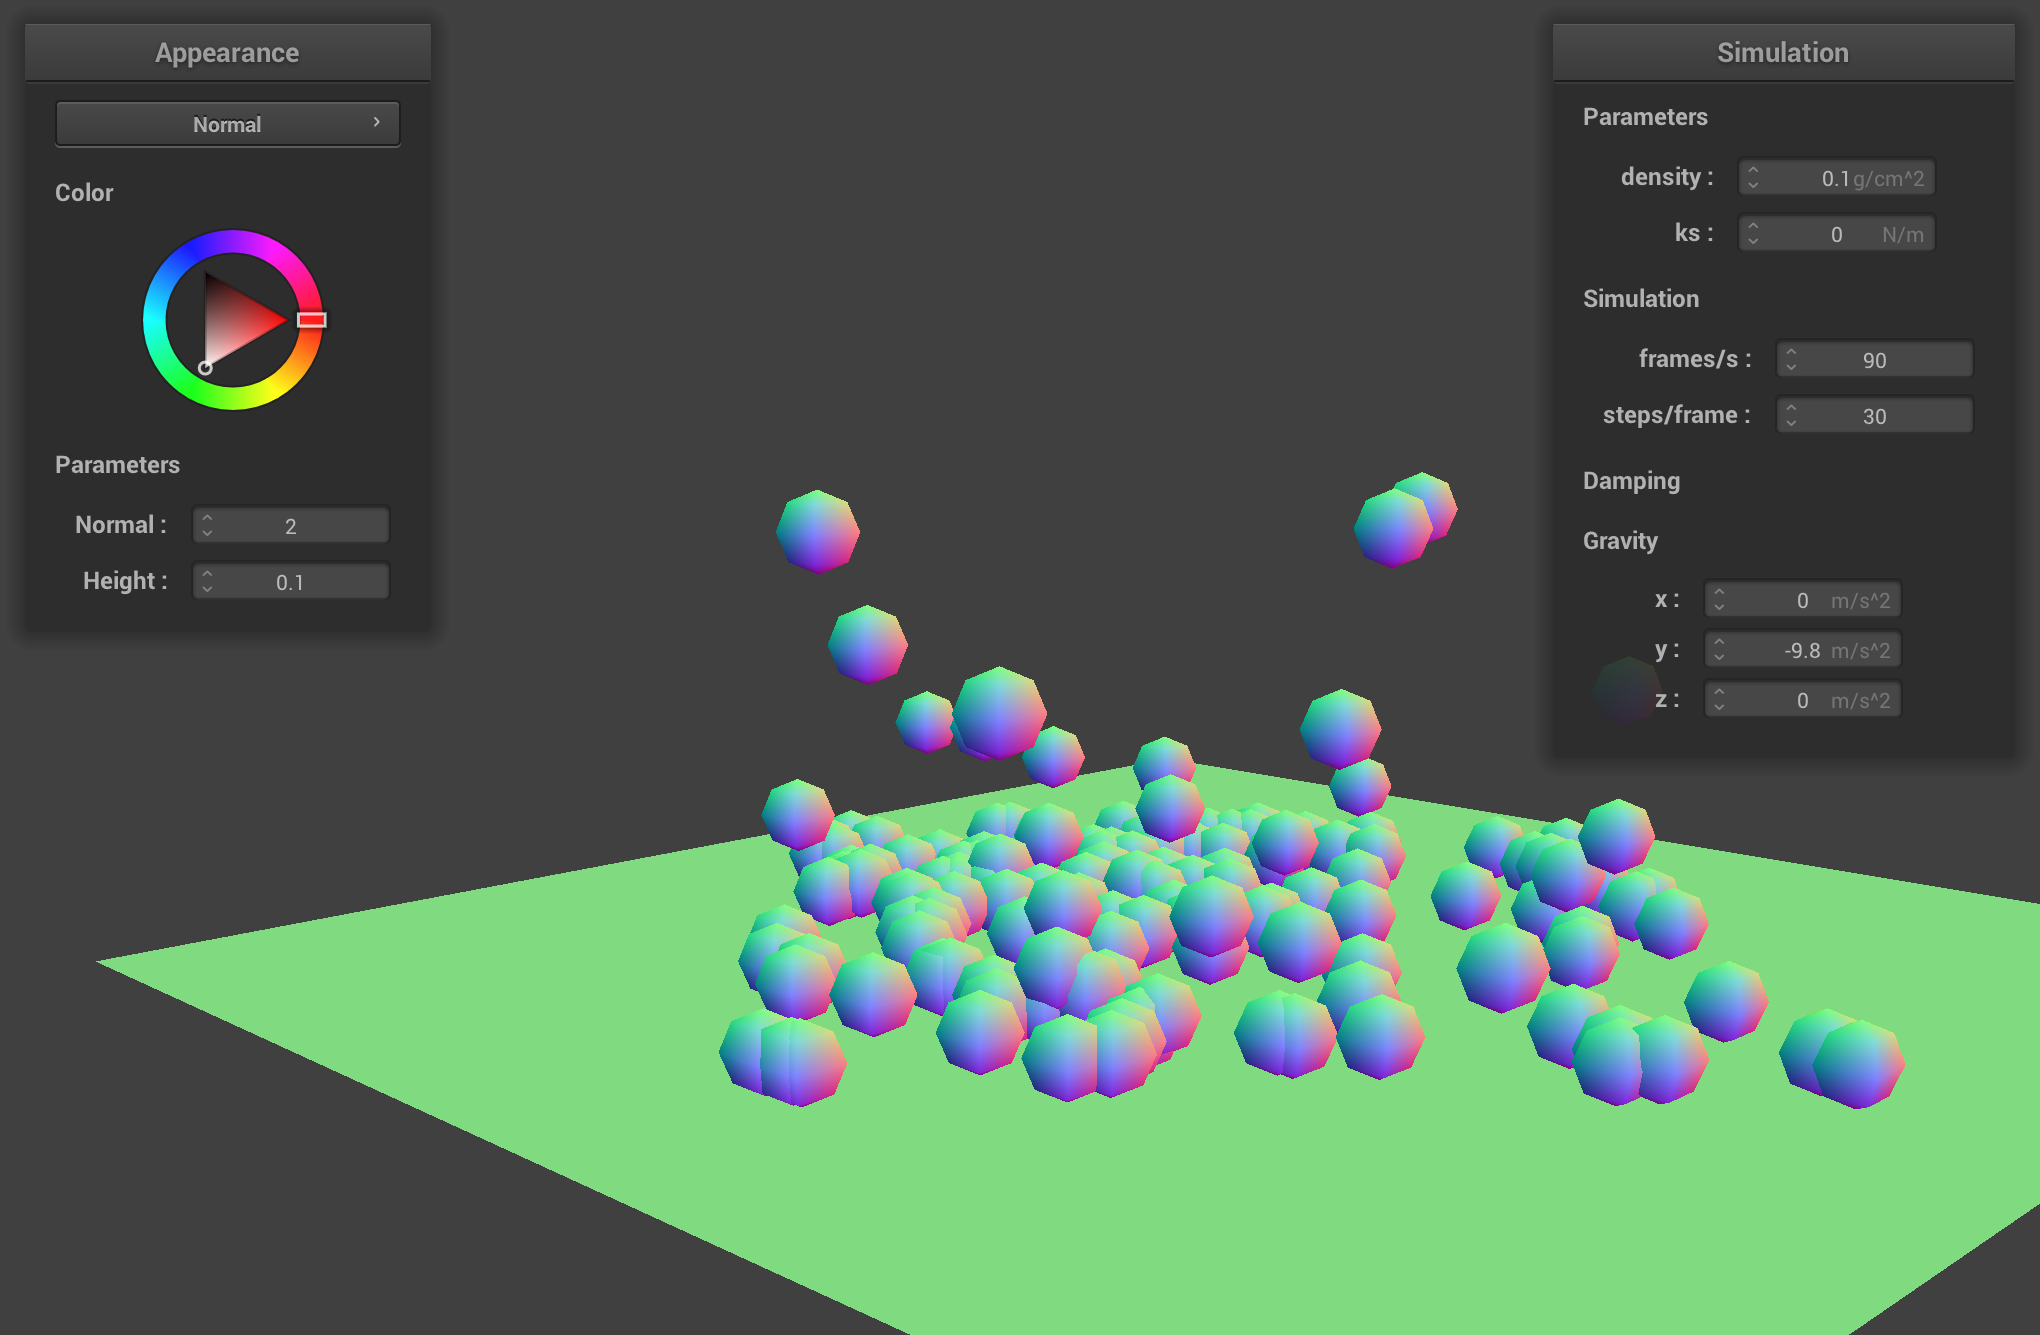 Appearance
Normal
Color
Parameters
Normal : 2
Height : 0.1
Simulation
Parameters
density : 0.1 g/cm^2
ks : 0 N/m
Simulation
frames/s : 90
steps/frame : 30
Damping
Gravity
x : 0 m/s^2
y : -9.8 m/s^2
z : 0 m/s^2